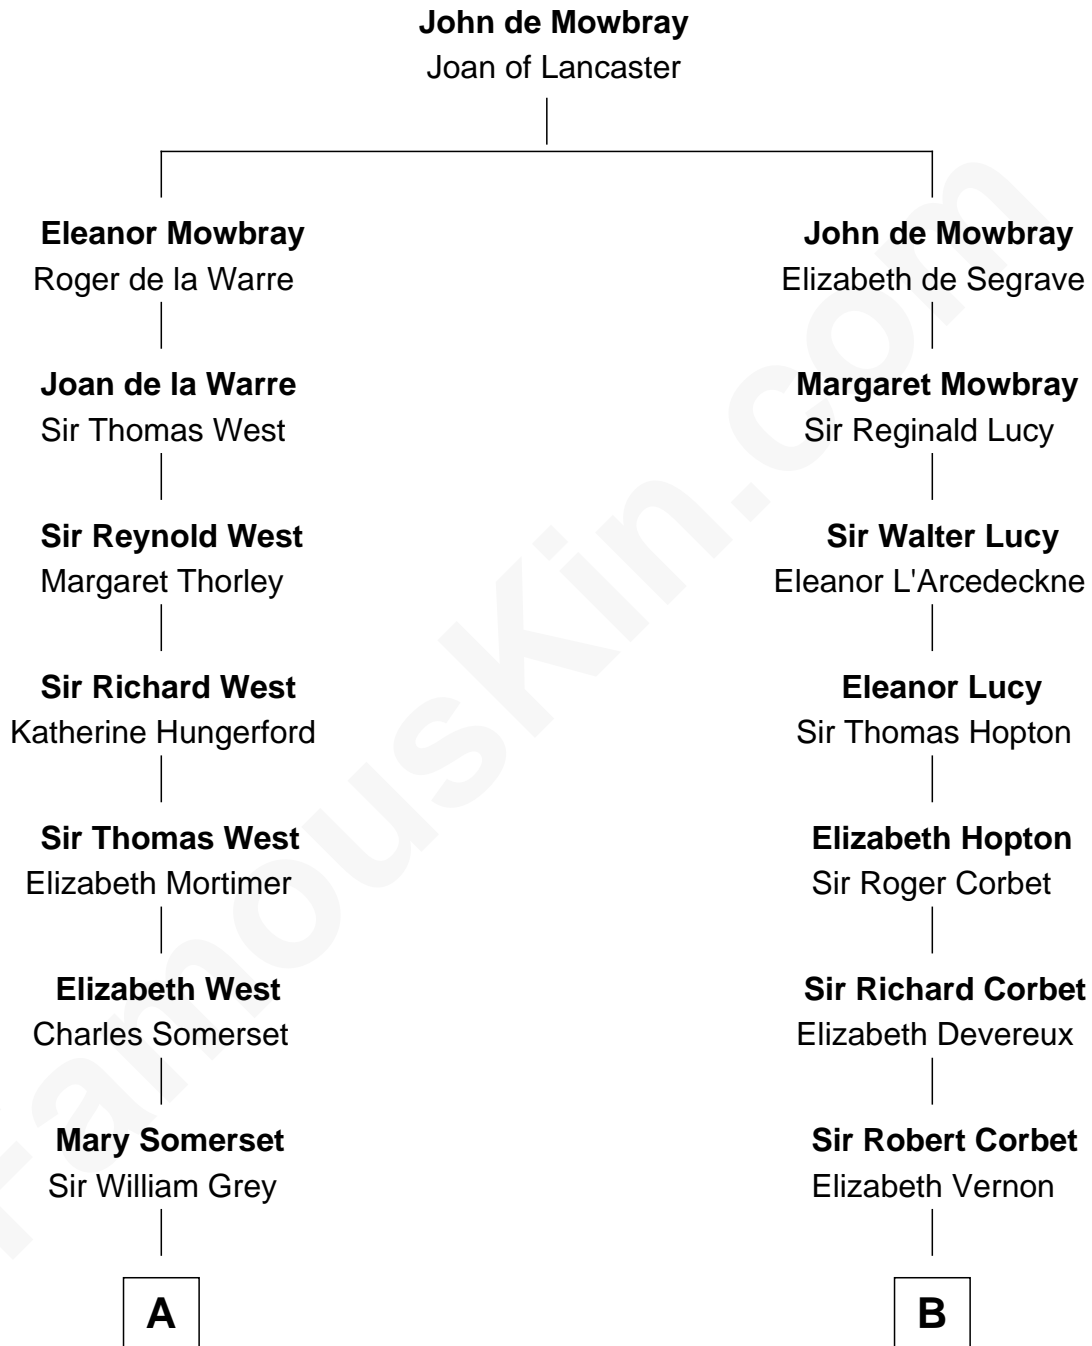 John de Mowbray
Joan of Lancaster
Eleanor Mowbray
Roger de la Warre
John de Mowbray
Elizabeth de Segrave
Joan de la Warre
Sir Thomas West
Margaret Mowbray
Sir Reginald Lucy
Sir Reynold West
Margaret Thorley
Sir Walter Lucy
Eleanor L'Arcedeckne
Sir Richard West
Katherine Hungerford
Eleanor Lucy
Sir Thomas Hopton
Sir Thomas West
Elizabeth Mortimer
Elizabeth Hopton
Sir Roger Corbet
Elizabeth West
Charles Somerset
Sir Richard Corbet
Elizabeth Devereux
Mary Somerset
Sir William Grey
Sir Robert Corbet
Elizabeth Vernon
A
B
FamousKin.com